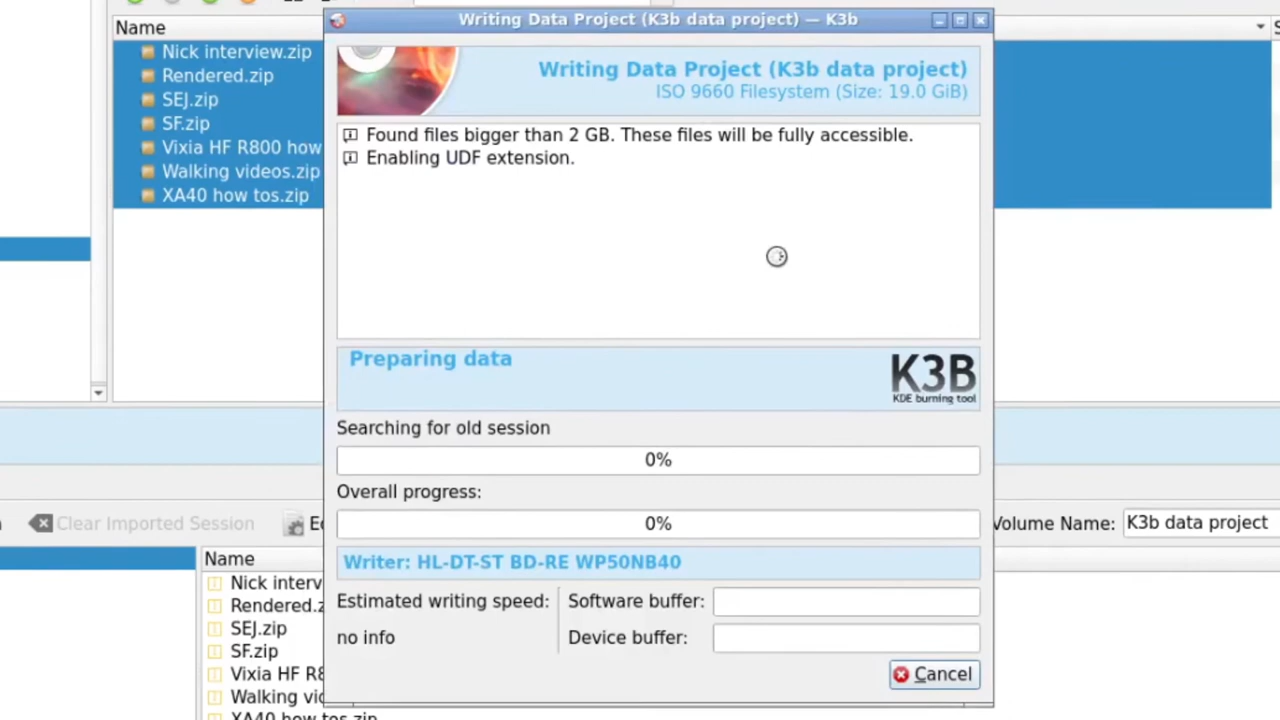 Writing Data Project (K3b data project) — K3b
Name
Nick interview.zip
Rendered.zip
SEJ.zip
SF.zip
Vixia HF R800 how
Walking videos.zip
XA40 how tos.zip
Writing Data Project (K3b data project)
ISO 9660 Filesystem (Size: 19.0 GiB)
Found files bigger than 2 GB. These files will be fully accessible.
Enabling UDF extension.
Preparing data
K3B
KDE burning tool
Searching for old session
0%
Overall progress:
0%
Writer: HL-DT-ST BD-RE WP50NB40
Estimated writing speed:
no info
Software buffer:
Device buffer:
Cancel
Clear Imported Session
Volume Name: K3b data project
Name
Nick interv
Rendered.z
SEJ.zip
SF.zip
Vixia HF R8
Walking vid
XA40 how tos.zip